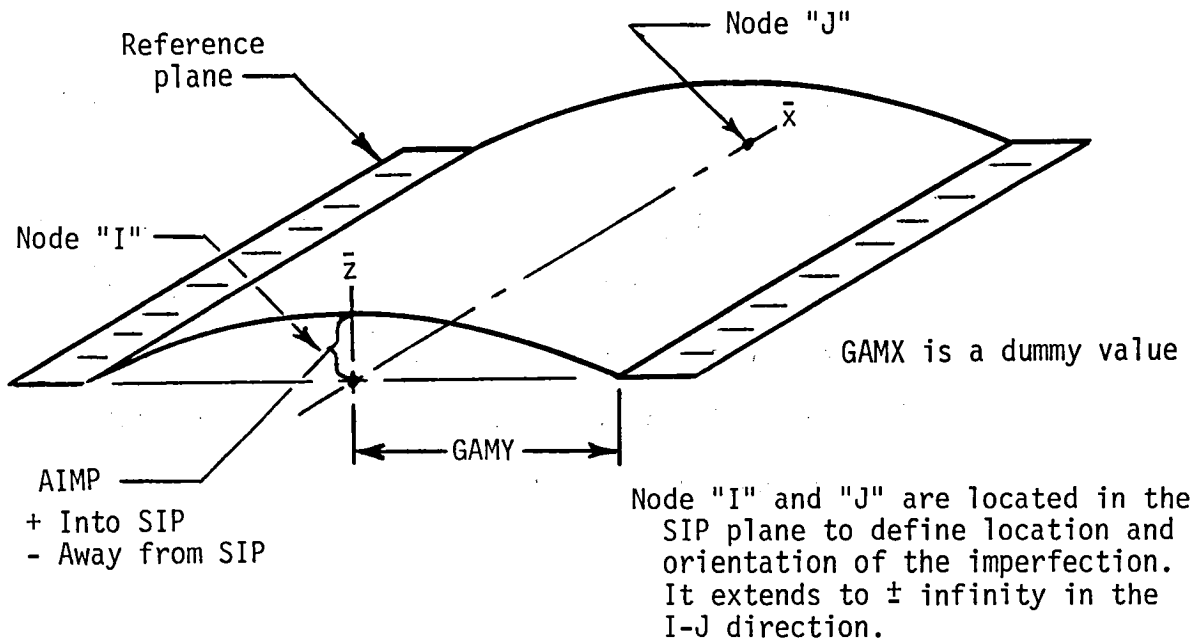 Node "J"
Reference
plane
x̄
Node "I"
z̄
GAMX is a dummy value
GAMY
AIMP
+ Into SIP
- Away from SIP
Node "I" and "J" are located in the
SIP plane to define location and
orientation of the imperfection.
It extends to ± infinity in the
I-J direction.